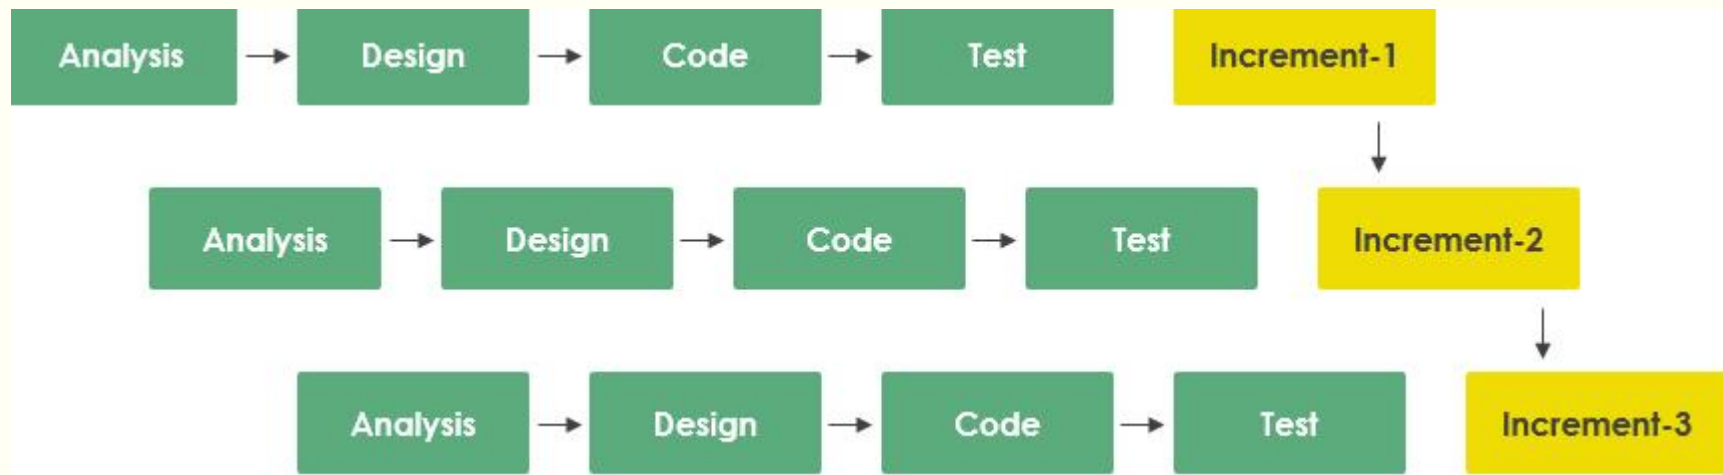 Analysis Design Code Test Increment-1
Analysis Design Code Test Increment-2
Analysis Design Code Test Increment-3